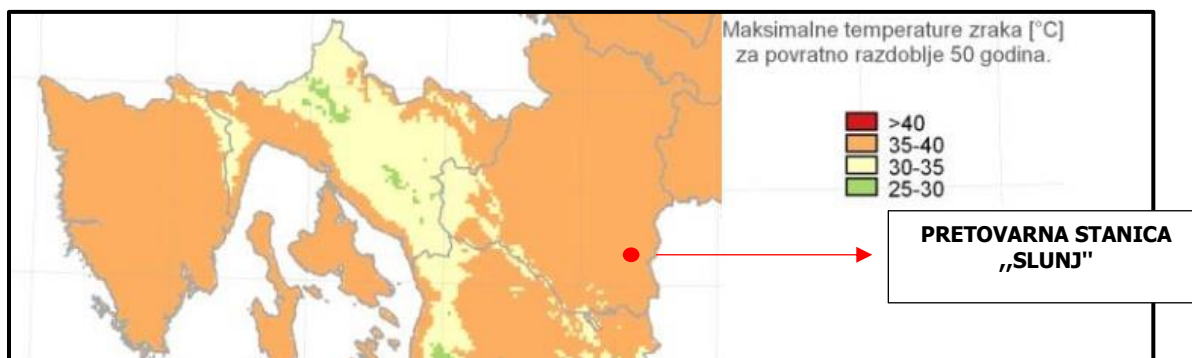 Maksimalne temperature zraka [°C]
za povratno razdoblje 50 godina.
>40
35-40
30-35
25-30
PRETOVARNA STANICA
,,SLUNJ"